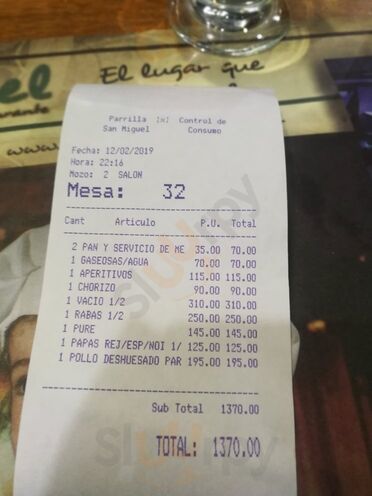 El lugar que
el
Parrilla [x] Control de
San Miguel Consumo
Fecha: 12/02/2019
Hora: 22:16
Mozo: 2 SALON
Mesa: 32
Cant Articulo P.U. Total
2 PAN Y SERVICIO DE ME 35.00 70.00
1 GASEOSAS/AGUA 70.00 70.00
1 APERITIVOS 115.00 115.00
1 CHORIZO 90.00 90.00
1 VACIO 1/2 310.00 310.00
1 RABAS 1/2 250.00 250.00
1 PURE 145.00 145.00
1 PAPAS REJ/ESP/NOI 1/ 125.00 125.00
1 POLLO DESHUESADO PAR 195.00 195.00
Sub Total 1370.00
TOTAL: 1370.00